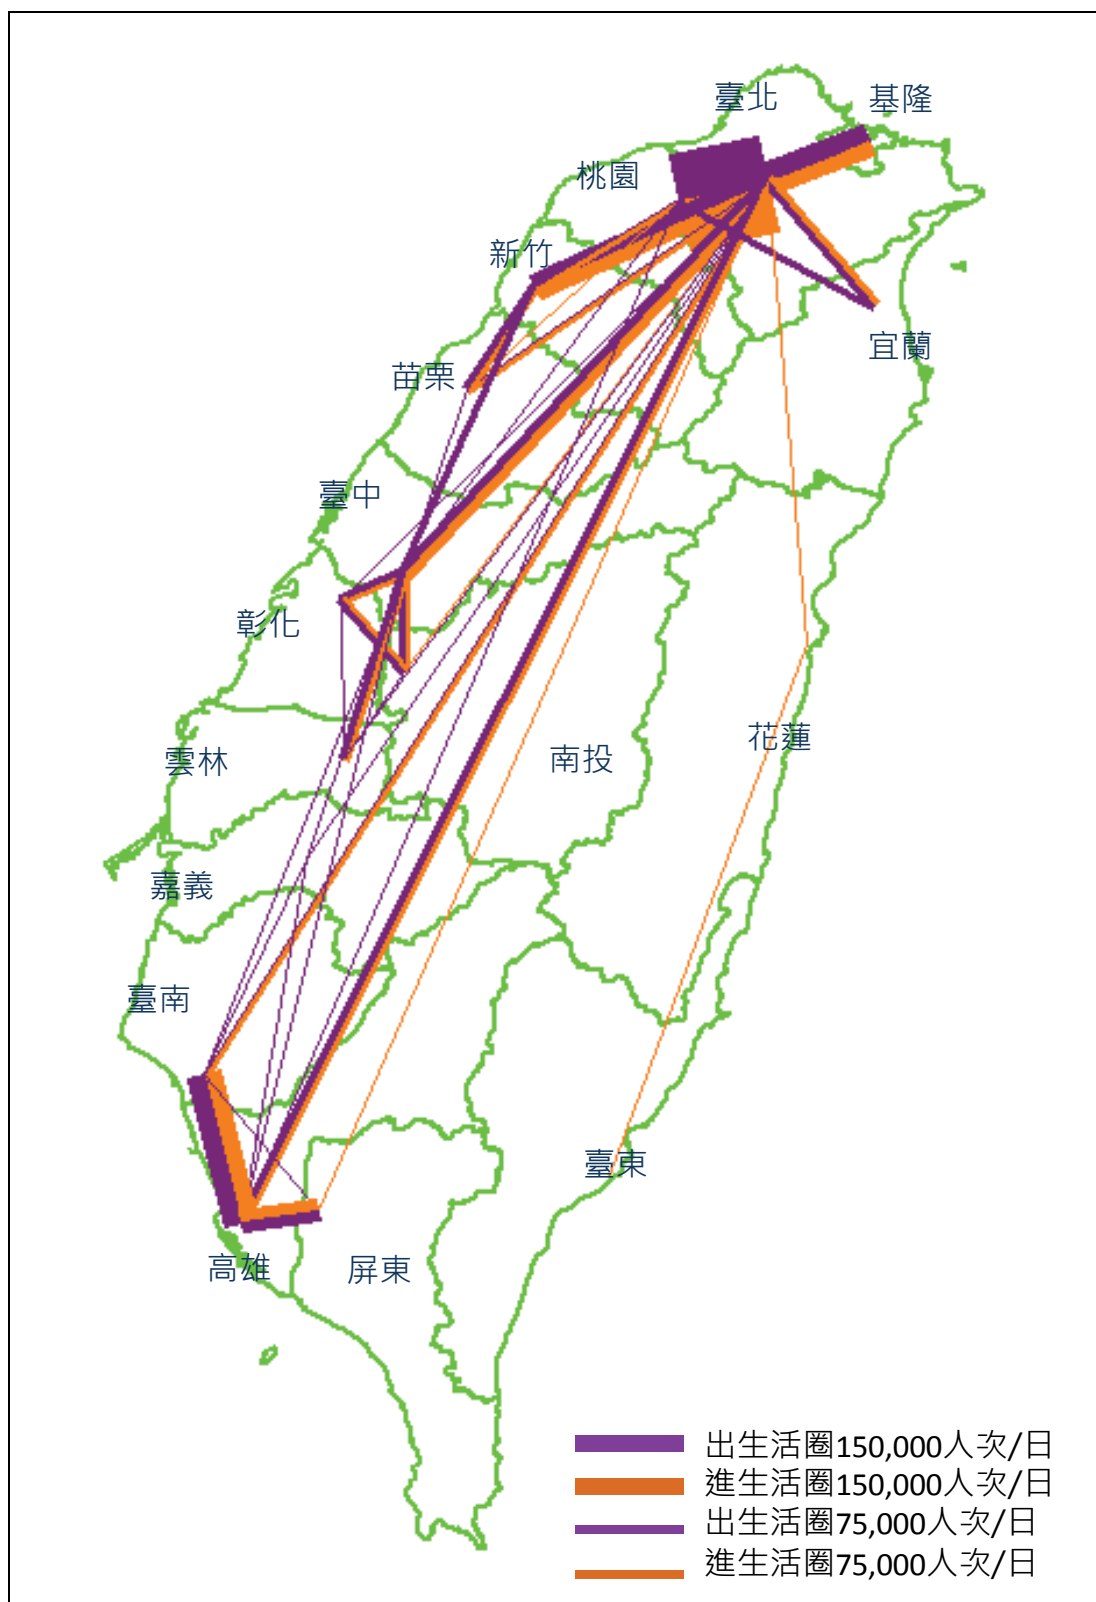 臺北
基隆
桃園
新竹
宜蘭
苗栗
臺中
彰化
花蓮
雲林
南投
嘉義
臺南
臺東
高雄
屏東
出生活圈150,000人次/日
進生活圈150,000人次/日
出生活圈75,000人次/日
進生活圈75,000人次/日